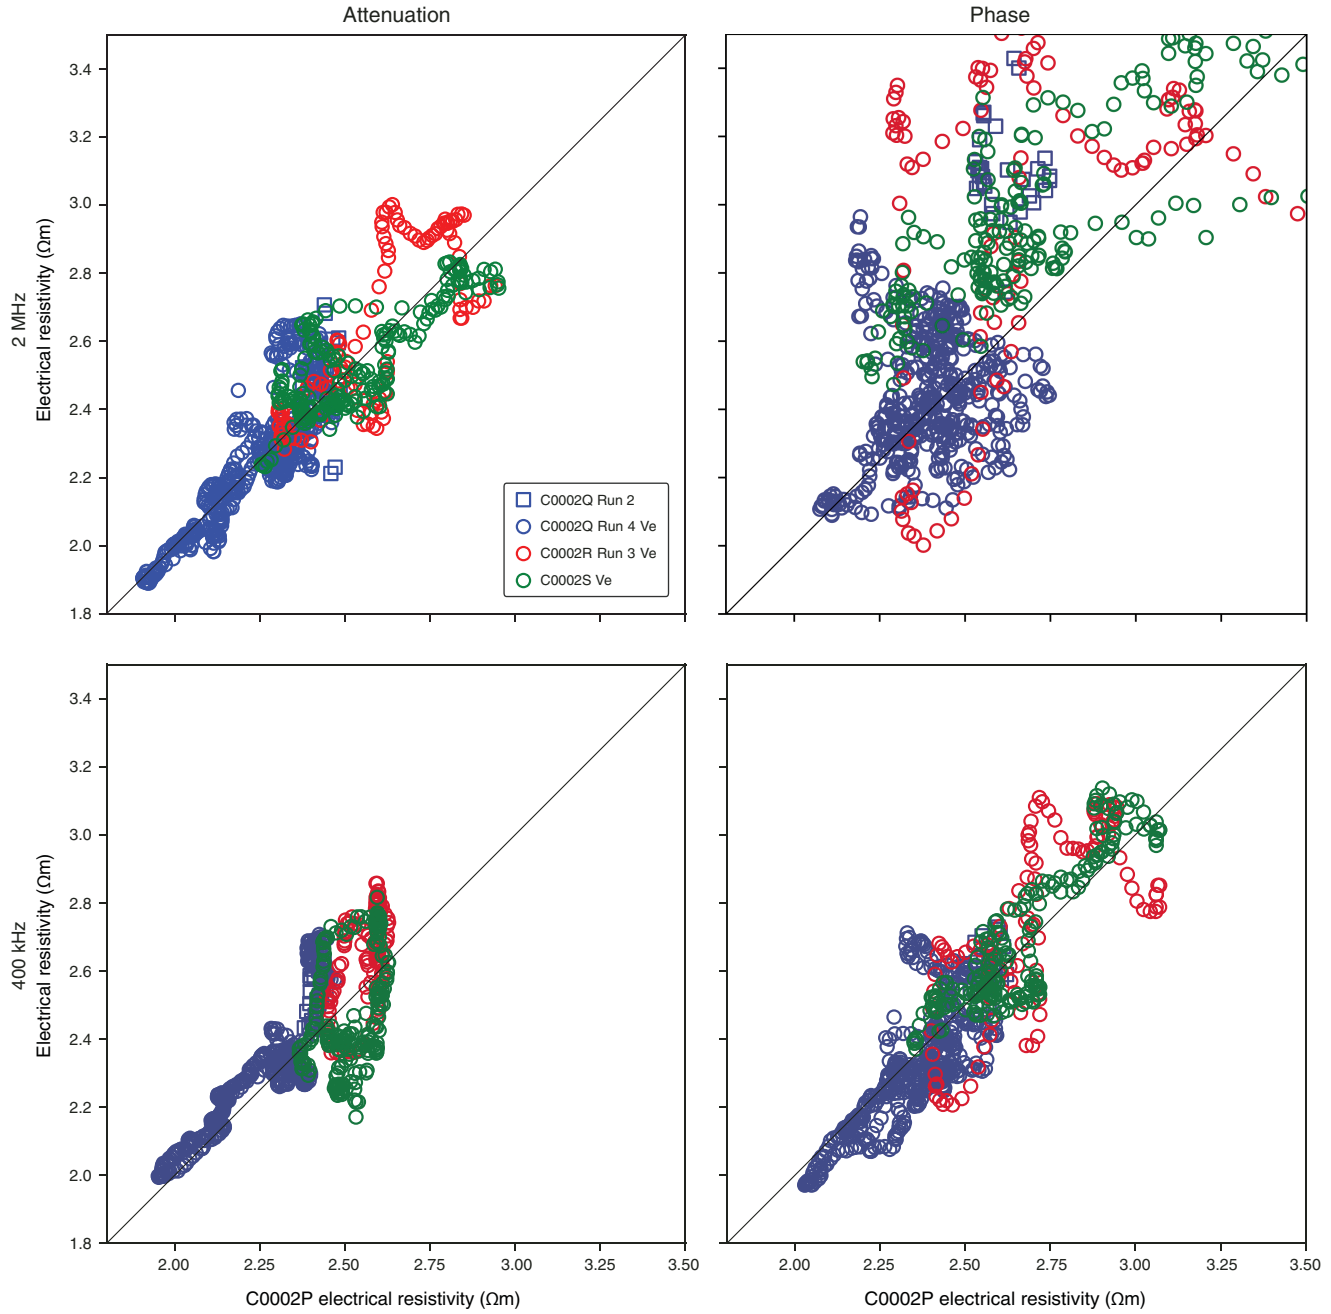 Attenuation
Phase
2 MHz
Electrical resistivity (Ωm)
3.4
3.2
3.0
2.8
2.6
2.4
2.2
2.0
1.8
C0002Q Run 2
C0002Q Run 4 Ve
C0002R Run 3 Ve
C0002S Ve
400 kHz
Electrical resistivity (Ωm)
3.4
3.2
3.0
2.8
2.6
2.4
2.2
2.0
1.8
2.00 2.25 2.50 2.75 3.00 3.25 3.50
2.00 2.25 2.50 2.75 3.00 3.25 3.50
C0002P electrical resistivity (Ωm)
C0002P electrical resistivity (Ωm)